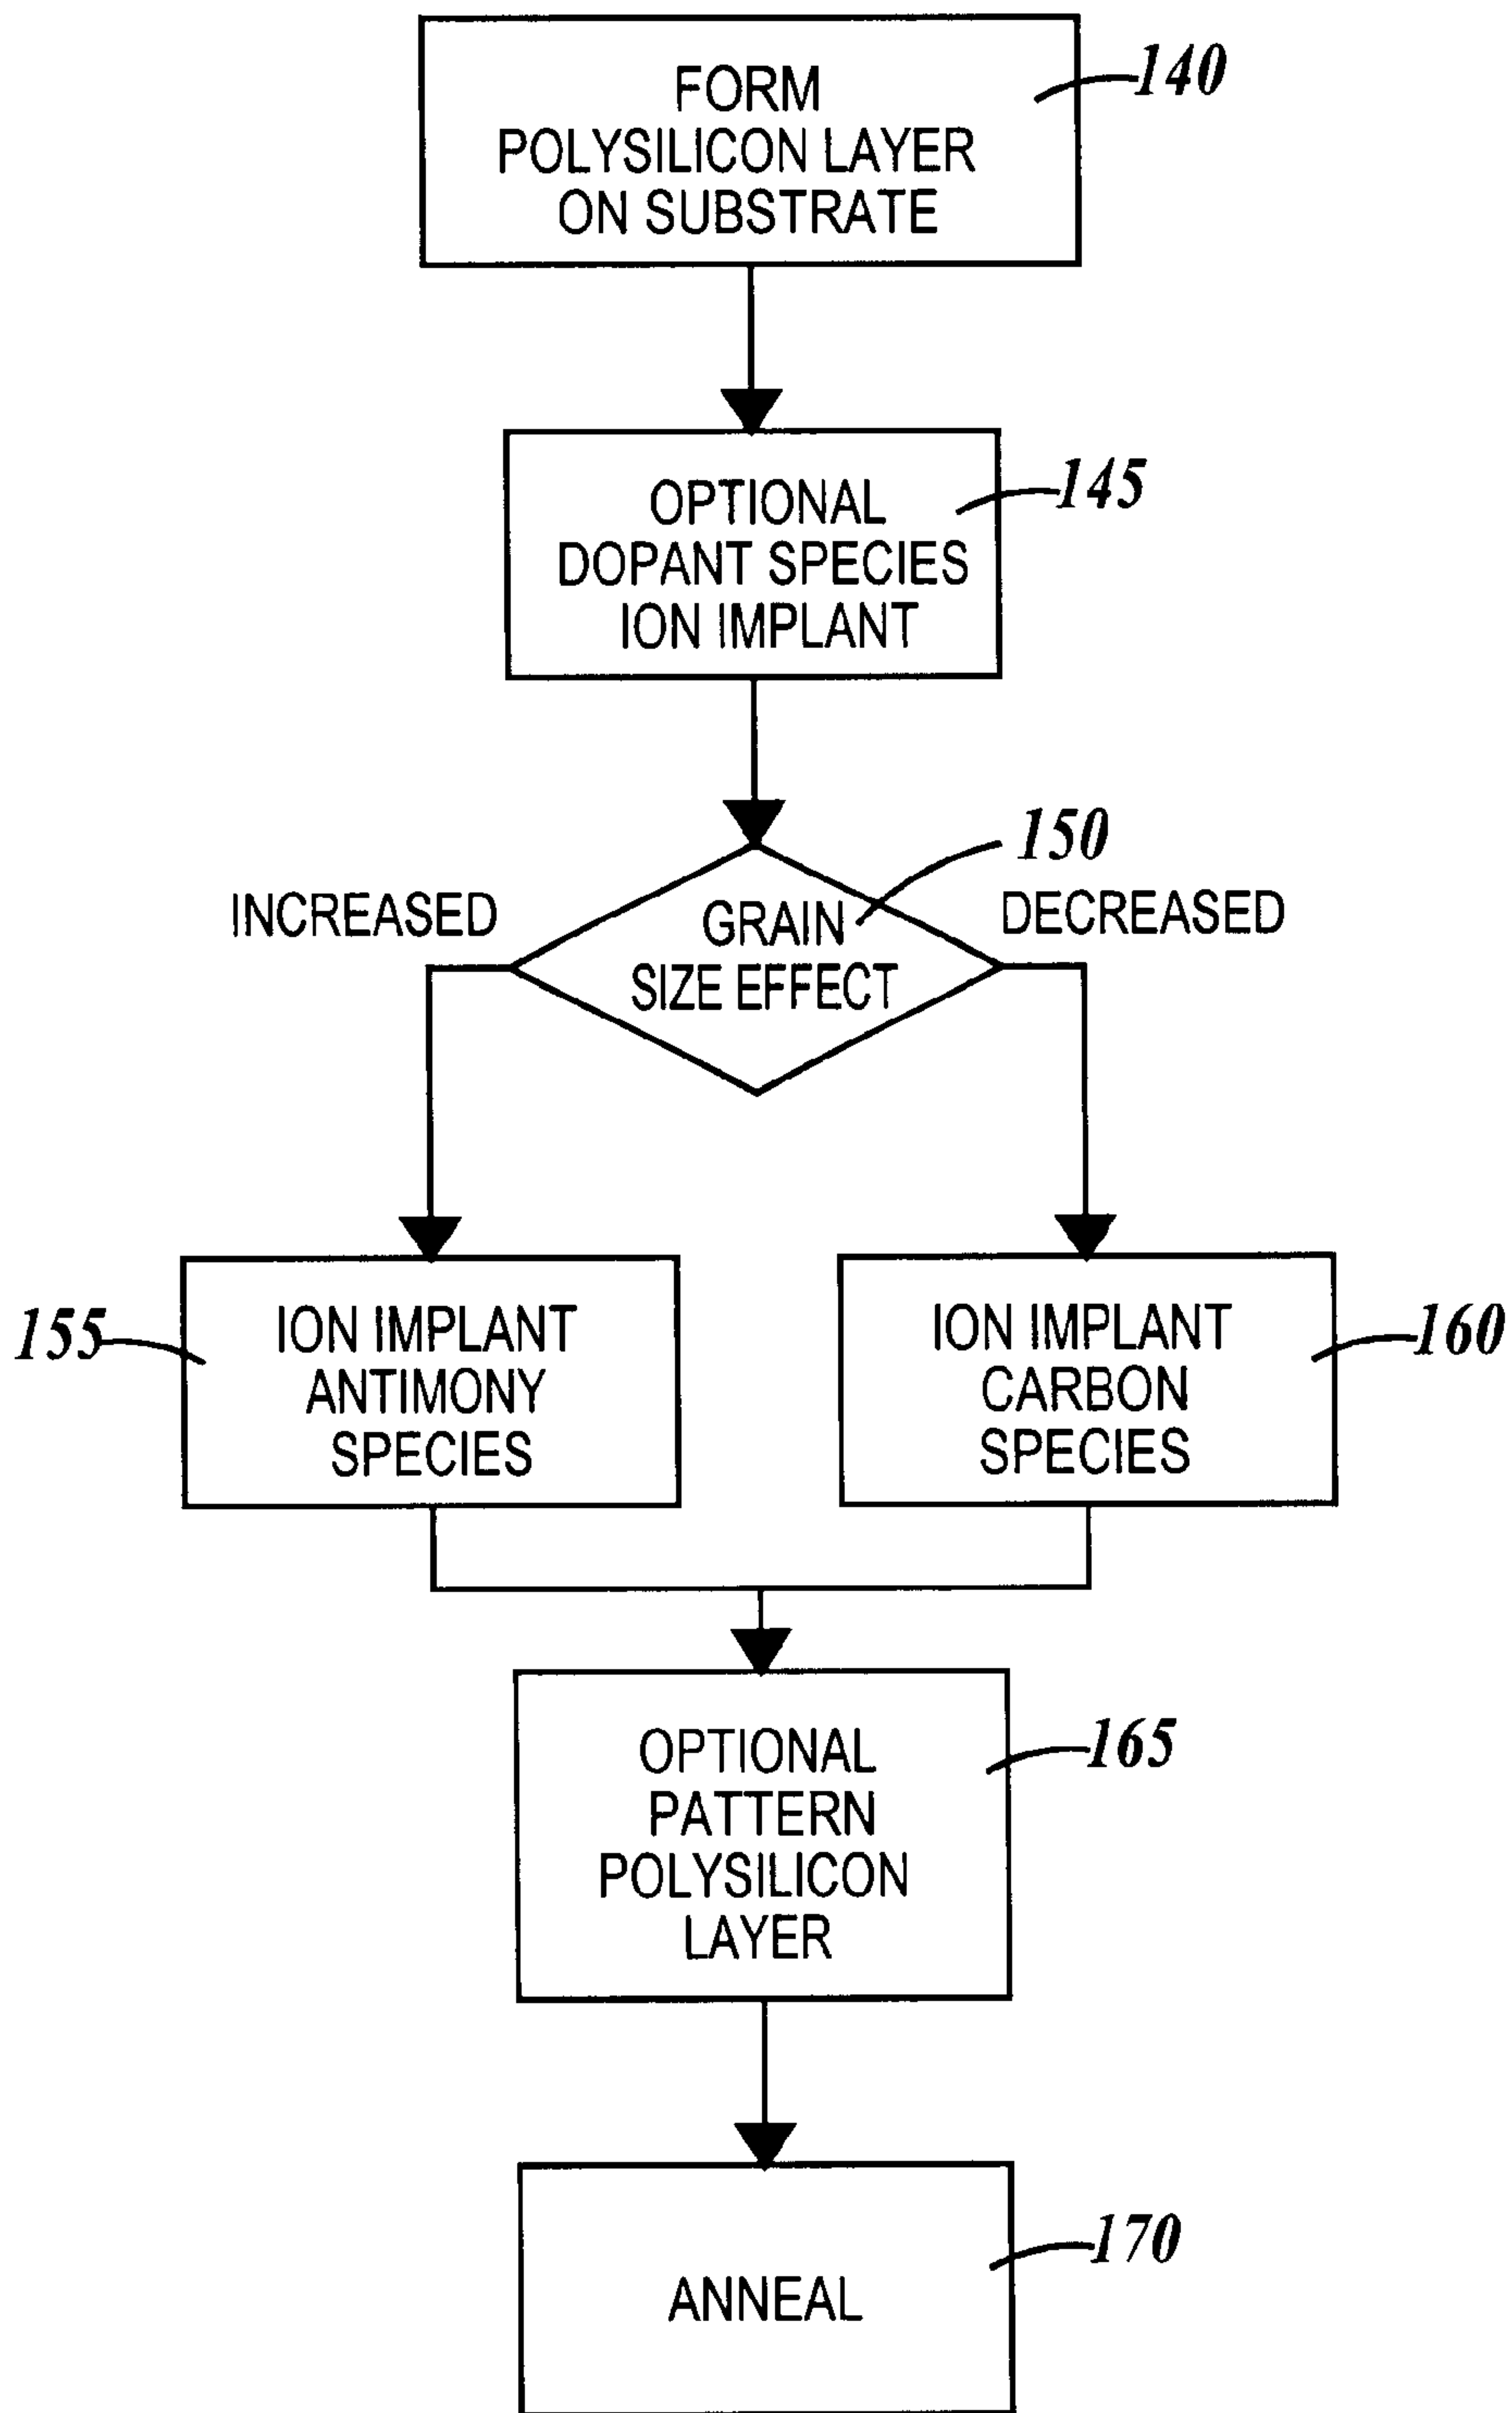 FORM
POLYSILICON LAYER
ON SUBSTRATE
140
OPTIONAL
DOPANT SPECIES
ION IMPLANT
145
150
INCREASED
GRAIN
SIZE EFFECT
DECREASED
155
ION IMPLANT
ANTIMONY
SPECIES
ION IMPLANT
CARBON
SPECIES
160
OPTIONAL
PATTERN
POLYSILICON
LAYER
165
ANNEAL
170